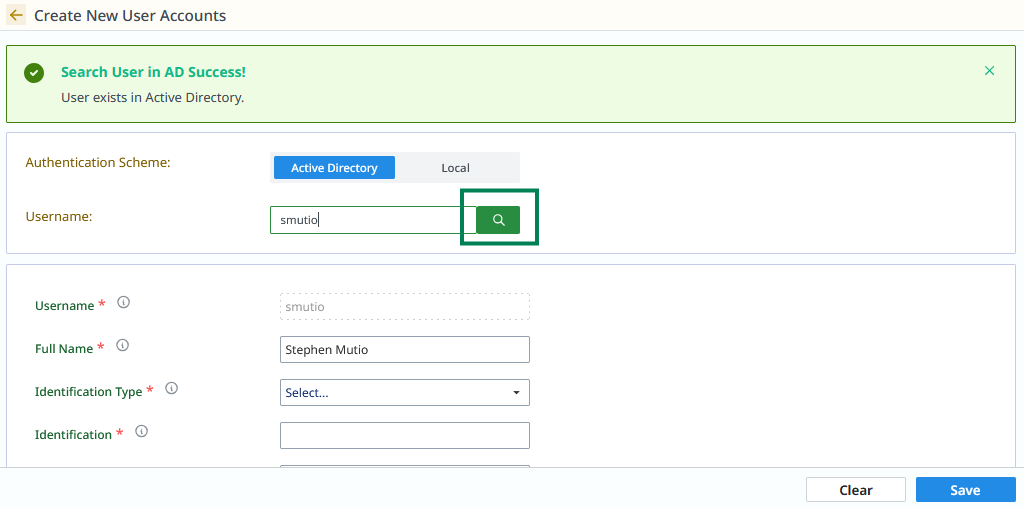 Create New User Accounts
Search User in AD Success!
User exists in Active Directory.
Authentication Scheme:
Active Directory Local
Username:
smutio
Username *
smutio
Full Name *
Stephen Mutio
Identification Type *
Select...
Identification *
Clear Save